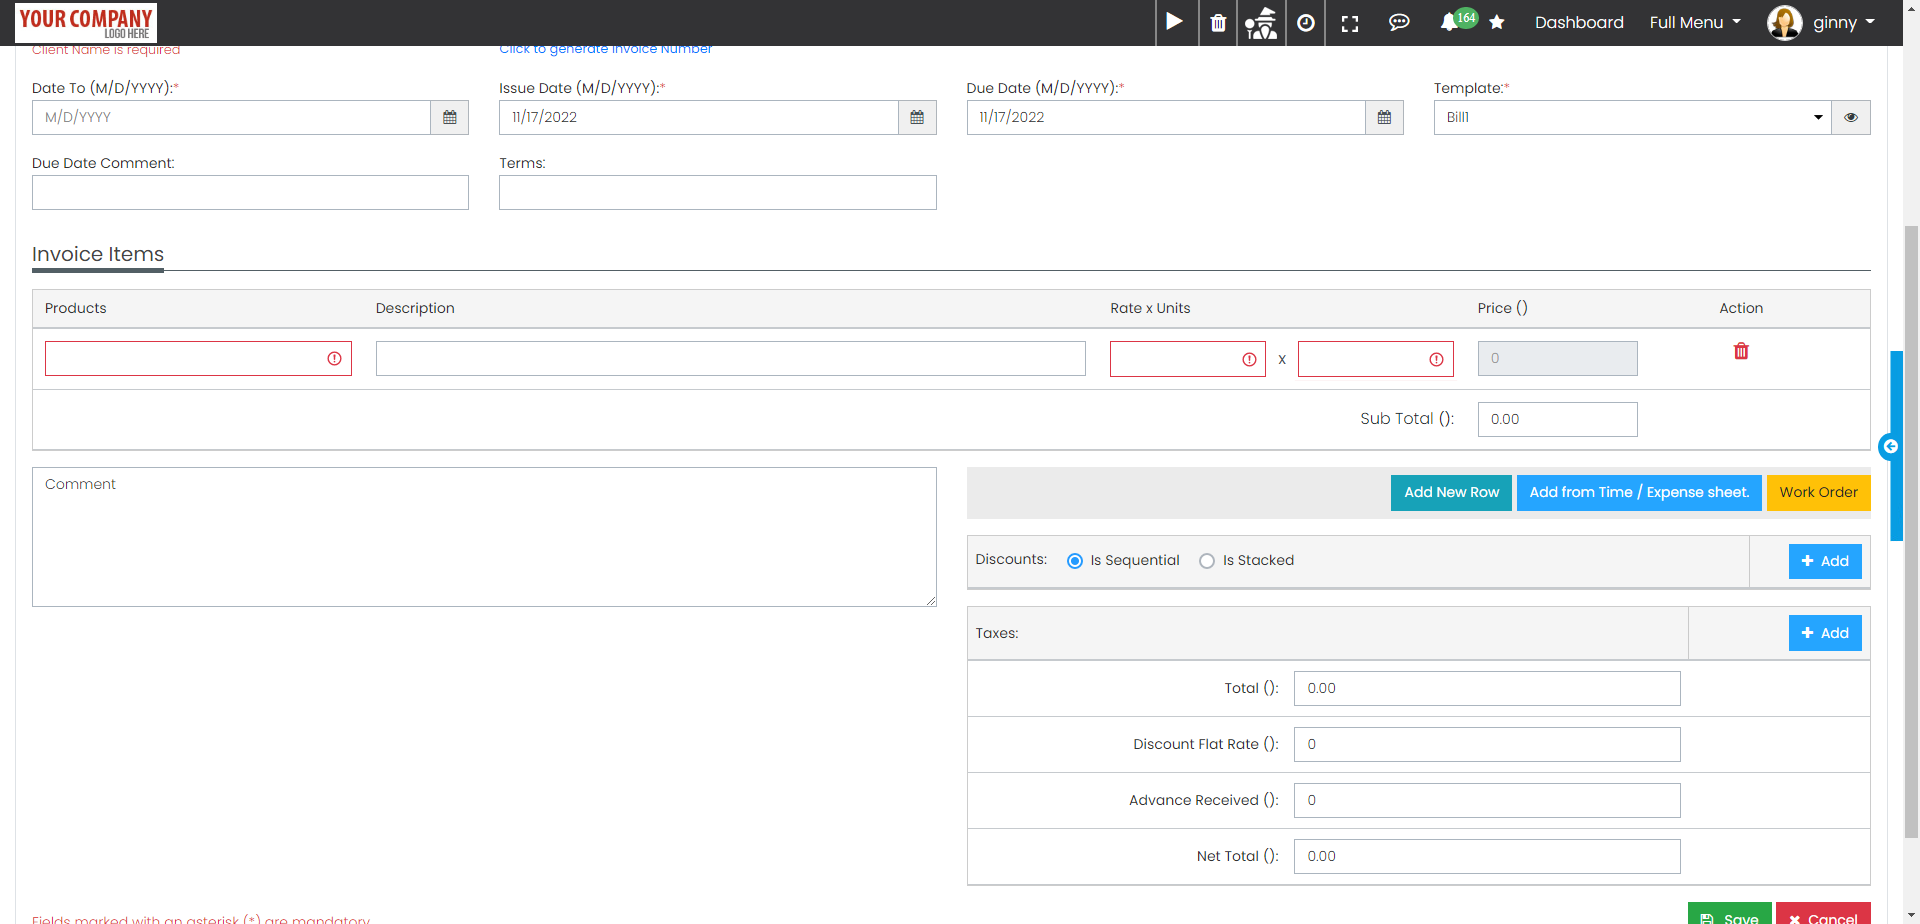 YOUR COMPANY
LOGO HERE
164
Dashboard
Full Menu
ginny
Client Name is required
Click to generate Invoice Number
Date To (M/D/YYYY):*
Issue Date (M/D/YYYY):*
Due Date (M/D/YYYY):*
Template:*
M/D/YYYY
11/17/2022
11/17/2022
Bill1
Due Date Comment:
Terms:
Invoice Items
Products
Description
Rate x Units
Price ()
Action
x
0
Sub Total ():
0.00
Comment
Add New Row
Add from Time / Expense sheet.
Work Order
Discounts:
Is Sequential
Is Stacked
+ Add
Taxes:
+ Add
Total ():
0.00
Discount Flat Rate ():
0
Advance Received ():
0
Net Total ():
0.00
Fields marked with an asterisk (*) are mandatory
Save
Cancel